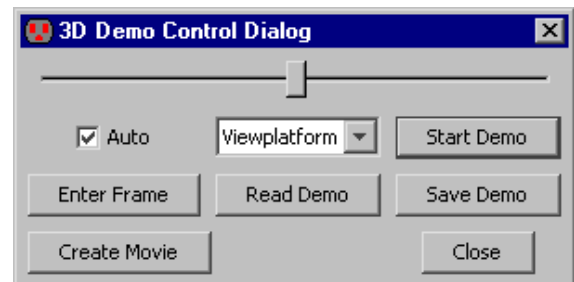 3D Demo Control Dialog
Auto Viewplatform Start Demo
Enter Frame Read Demo Save Demo
Create Movie Close